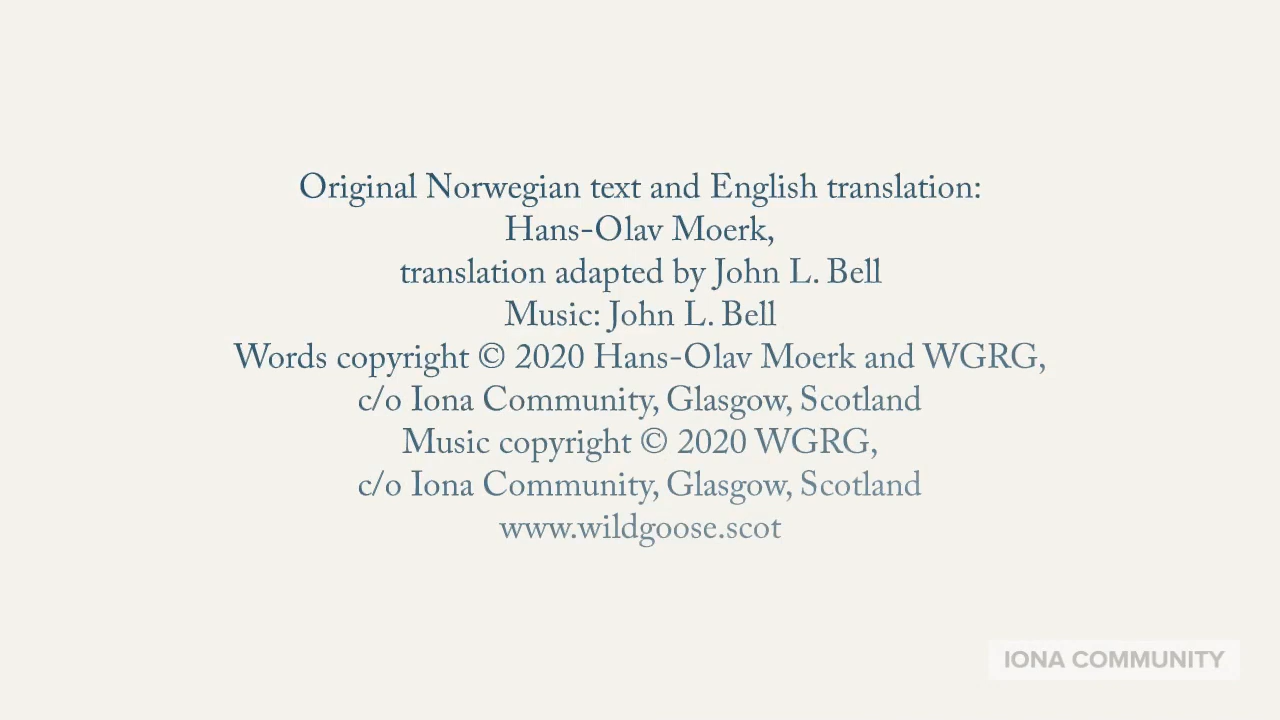 Original Norwegian text and English translation:
Hans-Olav Moerk,
translation adapted by John L. Bell
Music: John L. Bell
Words copyright © 2020 Hans-Olav Moerk and WGRG,
c/o Iona Community, Glasgow, Scotland
Music copyright © 2020 WGRG,
c/o Iona Community, Glasgow, Scotland
www.wildgoose.scot
IONA COMMUNITY